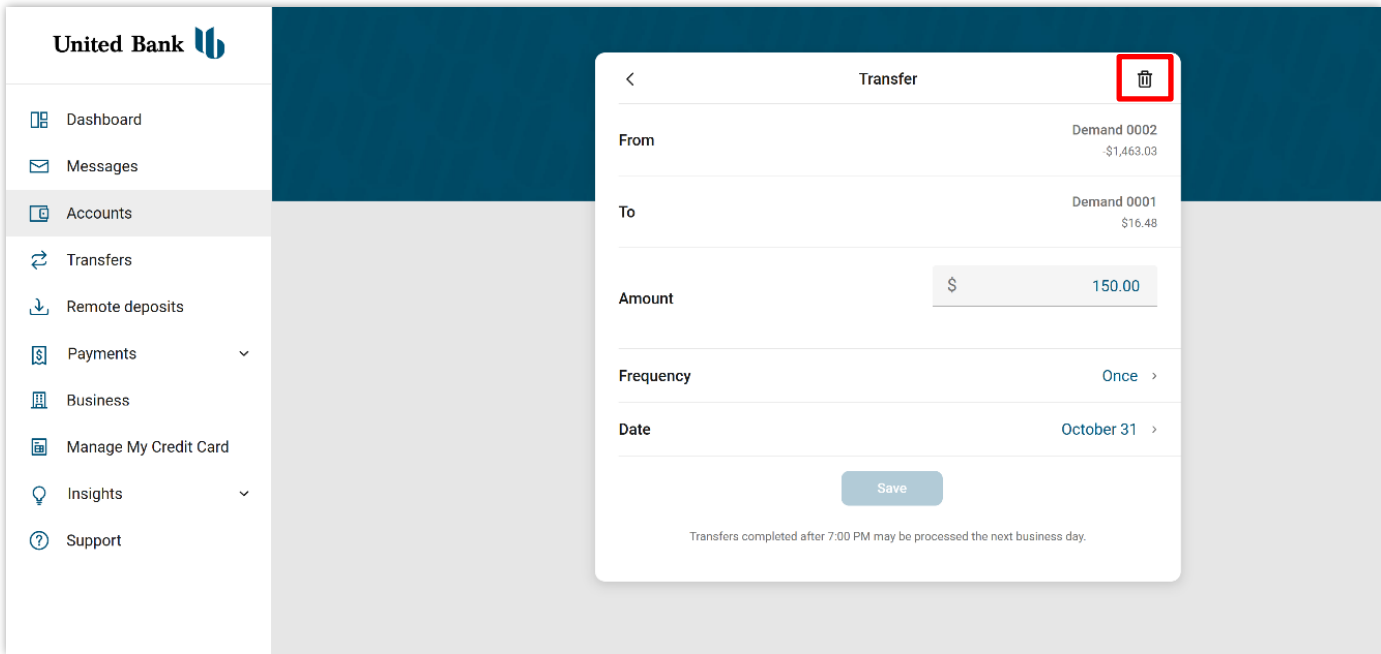 United Bank
Dashboard
Messages
Accounts
Transfers
Remote deposits
Payments
Business
Manage My Credit Card
Insights
Support
Transfer
From
Demand 0002
-$1,463.03
To
Demand 0001
$16.48
Amount
$ 150.00
Frequency
Once
Date
October 31
Save
Transfers completed after 7:00 PM may be processed the next business day.